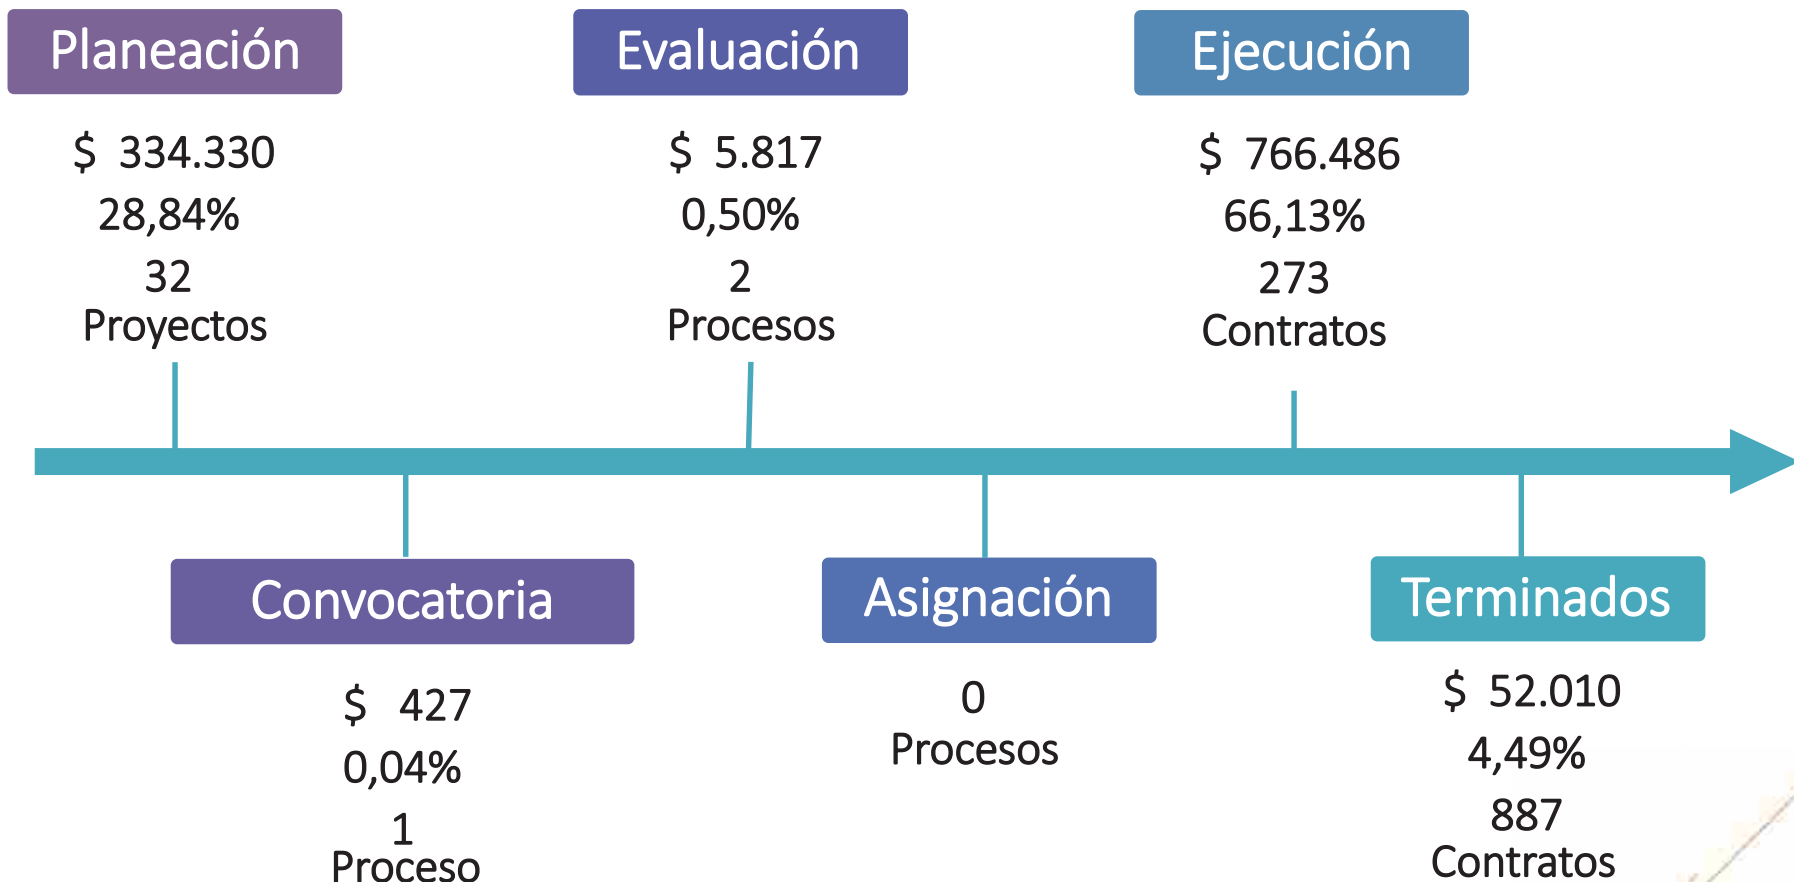 Planeación
$ 334.330
28,84%
32
Proyectos
Convocatoria
$ 427
0,04%
1
Proceso
Evaluación
$ 5.817
0,50%
2
Procesos
Asignación
0
Procesos
Ejecución
$ 766.486
66,13%
273
Contratos
Terminados
$ 52.010
4,49%
887
Contratos